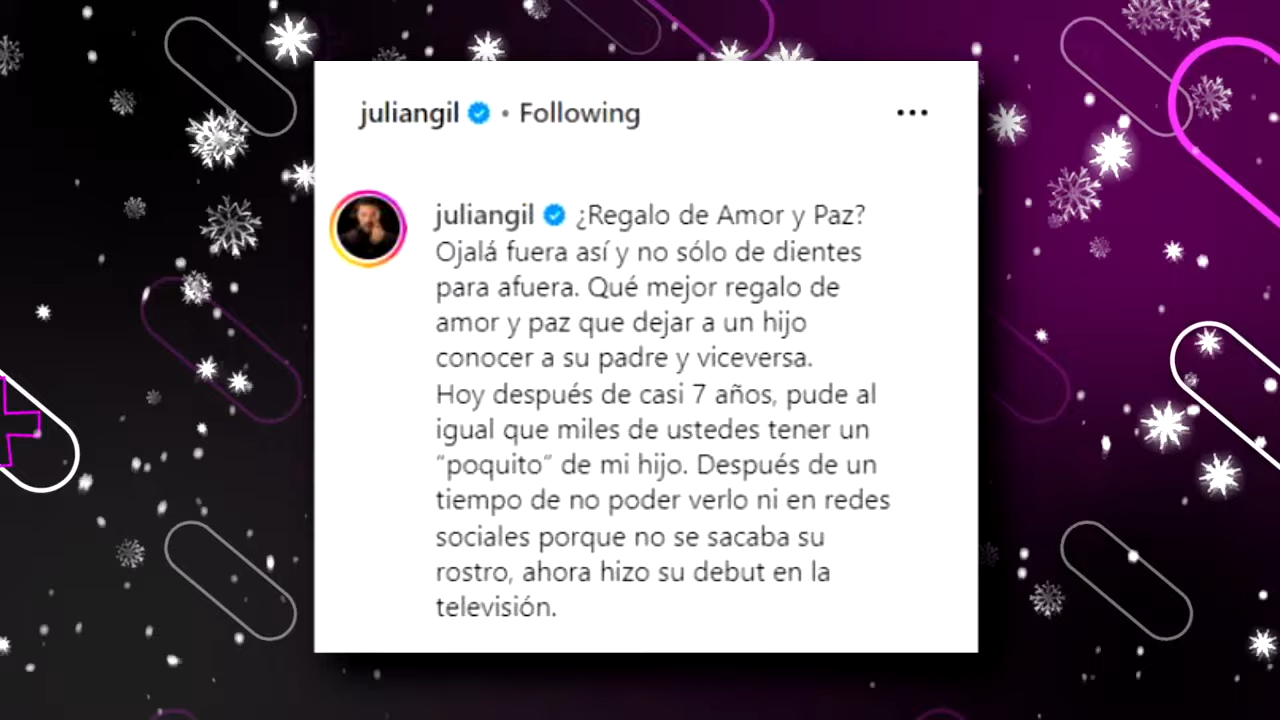 juliangil • Following
juliangil ¿Regalo de Amor y Paz?
Ojalá fuera así y no sólo de dientes
para afuera. Qué mejor regalo de
amor y paz que dejar a un hijo
conocer a su padre y viceversa.
Hoy después de casi 7 años, pude al
igual que miles de ustedes tener un
“poquito” de mi hijo. Después de un
tiempo de no poder verlo ni en redes
sociales porque no se sacaba su
rostro, ahora hizo su debut en la
televisión.